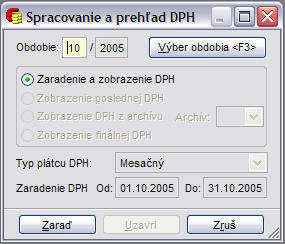 Spracovanie a prehľad DPH
Obdobie: 10 / 2005 Výber obdobia <F3>
Zaradenie a zobrazenie DPH
Zobrazenie poslednej DPH
Zobrazenie DPH z archívu Archív:
Zobrazenie finálnej DPH
Typ plátcu DPH: Mesačný
Zaradenie DPH Od: 01.10.2005 Do: 31.10.2005
Zaraď Uzavri Zruš